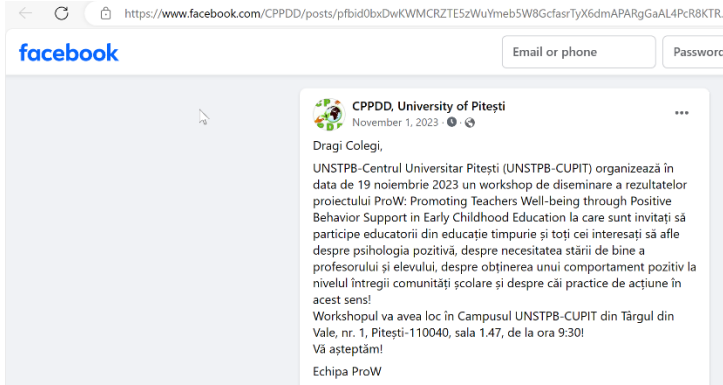 https://www.facebook.com/CPPDD/posts/pfbid0bxDwKWMCRZTE5zWuYmeb5W8GcfasrTyX6dmAPARgGaAL4PcR8KTR
facebook
Email or phone
Password
CPPDD, University of Pitești
November 1, 2023
Dragi Colegi,
UNSTPB-Centrul Universitar Pitești (UNSTPB-CUPIT) organizează în
data de 19 noiembrie 2023 un workshop de diseminare a rezultatelor
proiectului ProW: Promoting Teachers Well-being through Positive
Behavior Support in Early Childhood Education la care sunt invitați să
participe educatorii din educație timpurie și toți cei interesați să afle
despre psihologia pozitivă, despre necesitatea stării de bine a
profesorului și elevului, despre obținerea unui comportament pozitiv la
nivelul întregii comunități școlare și despre căi practice de acțiune în
acest sens!
Workshopul va avea loc în Campusul UNSTPB-CUPIT din Târgul din
Vale, nr. 1, Pitești-110040, sala 1.47, de la ora 9:30!
Vă așteptăm!
Echipa ProW